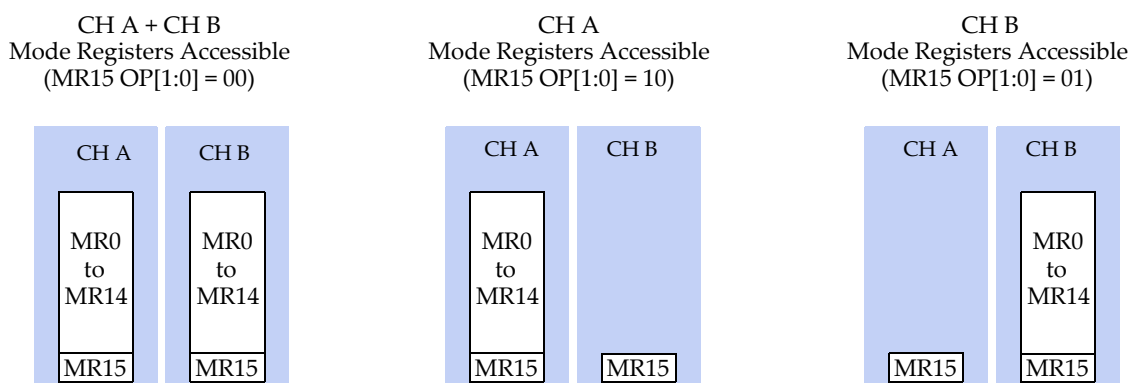 CH A + CH B
Mode Registers Accessible
(MR15 OP[1:0] = 00)
CH A
CH B
MR0
to
MR14
MR15
MR0
to
MR14
MR15
CH A
Mode Registers Accessible
(MR15 OP[1:0] = 10)
CH A
CH B
MR0
to
MR14
MR15
MR15
CH B
Mode Registers Accessible
(MR15 OP[1:0] = 01)
CH A
CH B
MR15
MR0
to
MR14
MR15